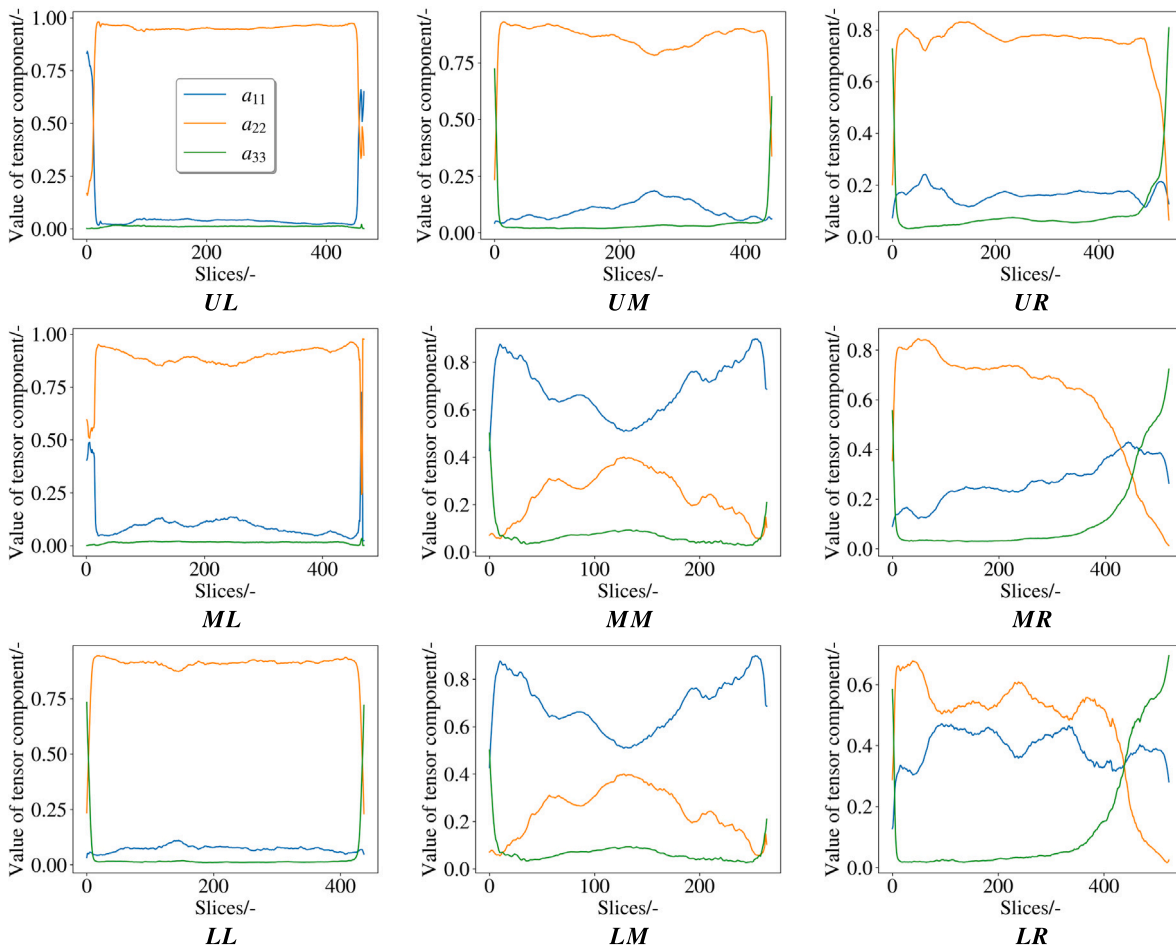 1.00
0.75
0.50
0.25
0.00
Value of tensor component/-
a11
a22
a33
0 200 400
Slices/-
UL
0.75
0.50
0.25
0.00
Value of tensor component/-
0 200 400
Slices/-
UM
0.8
0.6
0.4
0.2
0.0
Value of tensor component/-
0 200 400
Slices/-
UR
1.00
0.75
0.50
0.25
0.00
Value of tensor component/-
0 200 400
Slices/-
ML
0.8
0.6
0.4
0.2
0.0
Value of tensor component/-
0 100 200
Slices/-
MM
0.8
0.6
0.4
0.2
0.0
Value of tensor component/-
0 200 400
Slices/-
MR
0.75
0.50
0.25
0.00
Value of tensor component/-
0 200 400
Slices/-
LL
0.8
0.6
0.4
0.2
0.0
Value of tensor component/-
0 100 200
Slices/-
LM
0.6
0.4
0.2
0.0
Value of tensor component/-
0 200 400
Slices/-
LR